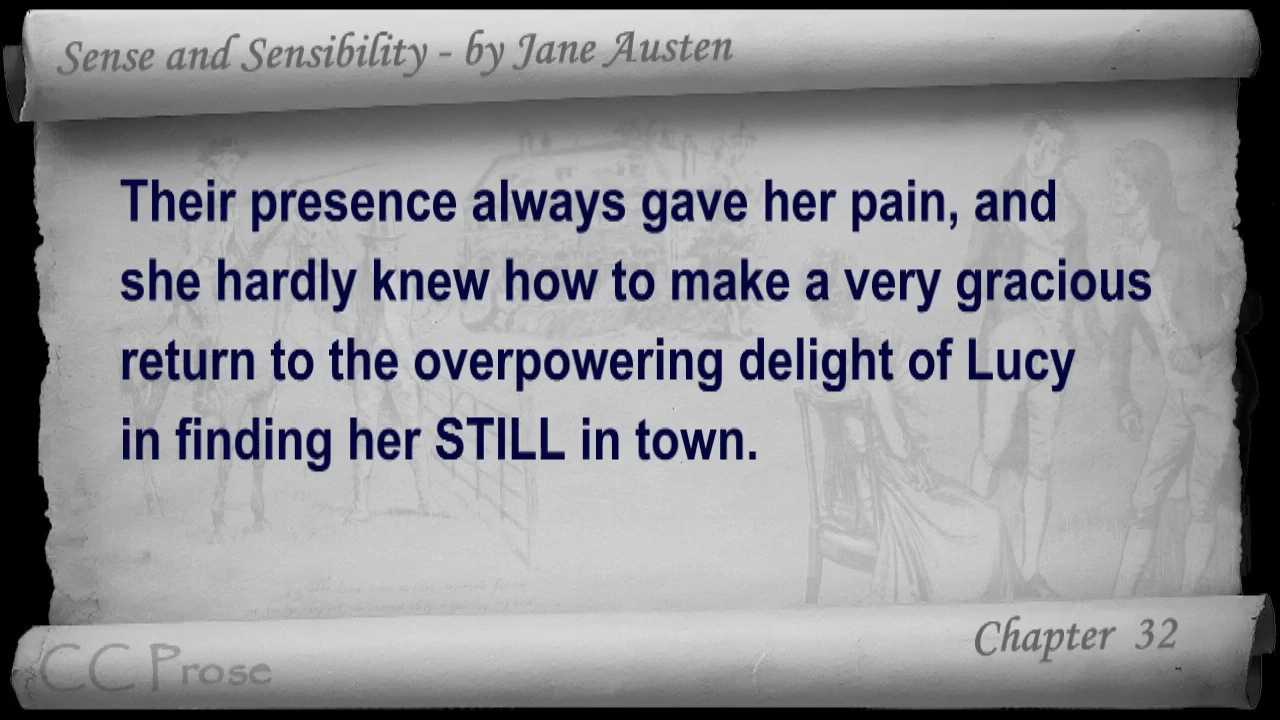 Sense and Sensibility - by Jane Austen
Their presence always gave her pain, and
she hardly knew how to make a very gracious
return to the overpowering delight of Lucy
in finding her STILL in town.
Chapter 32
CC Prose